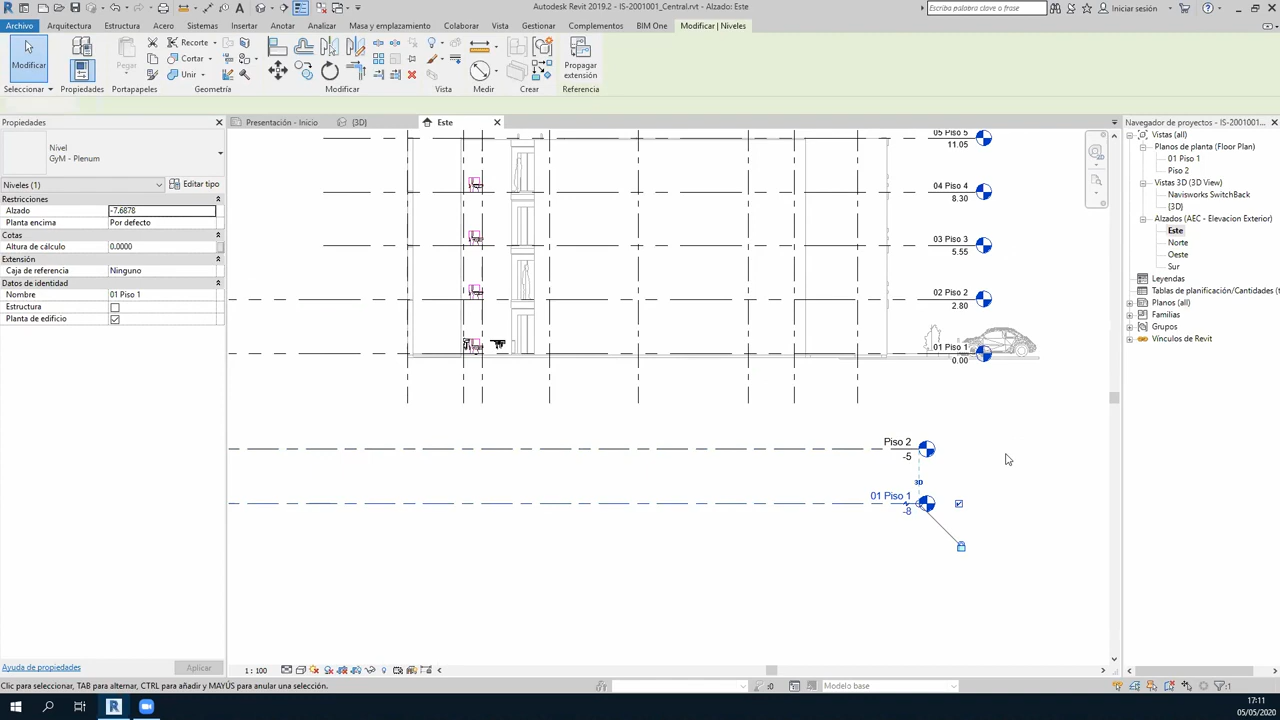 Autodesk Revit 2019.2 - IS-2001001_Central.rvt - Alzado: Este
Escriba palabra clave o frase
Iniciar sesión
Archivo Arquitectura Estructura Acero Sistemas Insertar Anotar Analizar Masa y emplazamiento Colaborar Vista Gestionar Complementos BIM One Modificar | Niveles
Modificar
Propiedades
Pegar
Recorte
Cortar
Unir
Propagar
extensión
Seleccionar Propiedades Portapapeles Geometría Modificar Vista Medir Crear Referencia
Propiedades
Presentación - Inicio {3D} Este
Navegador de proyectos - IS-2001001...
Nivel
GyM - Plenum
Niveles (1) Editar tipo
Restricciones
Alzado -7.6878
Planta encima Por defecto
Cotas
Altura de cálculo 0.0000
Extensión
Caja de referencia Ninguno
Datos de identidad
Nombre 01 Piso 1
Estructura
Planta de edificio
Ayuda de propiedades Aplicar
05 Piso 5
11.05
04 Piso 4
8.30
03 Piso 3
5.55
02 Piso 2
2.80
01 Piso 1
0.00
Piso 2
-5
3D
01 Piso 1
-8
Vistas (all)
Planos de planta (Floor Plan)
01 Piso 1
Piso 2
Vistas 3D (3D View)
Navisworks SwitchBack
{3D}
Alzados (AEC - Elevacion Exterior)
Este
Norte
Oeste
Sur
Leyendas
Tablas de planificación/Cantidades (t
Planos (all)
Familias
Grupos
Vínculos de Revit
1 : 100
Clic para seleccionar, TAB para alternar, CTRL para añadir y MAYÚS para anular una selección.
:0
Modelo base
:1
17:11
05/05/2020